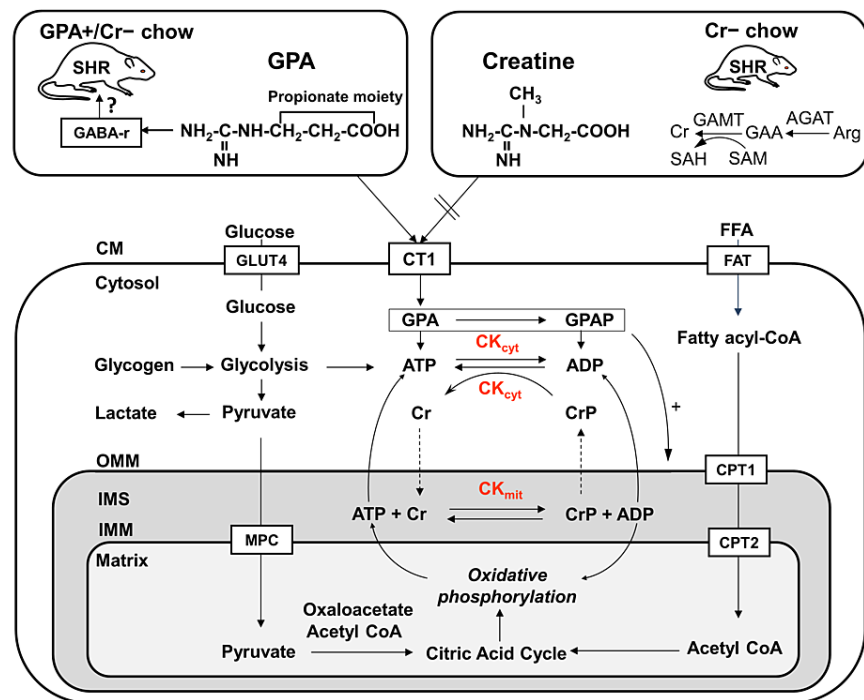 GPA+/Cr− chow
SHR
?
GABA-r
GPA
Propionate moiety
NH2-C-NH-CH2-CH2-COOH
NH
Creatine
CH3
NH2-C-N-CH2-COOH
NH
Cr− chow
SHR
GAMT AGAT
Cr GAA Arg
SAH SAM
Glucose
FFA
CM
GLUT4
CT1
FAT
Cytosol
Glucose
GPA GPAP
Fatty acyl-CoA
CKcyt
Glycogen Glycolysis ATP ADP
CKcyt
Lactate Pyruvate Cr CrP
+
OMM
CPT1
IMS
CKmit
ATP + Cr CrP + ADP
IMM
MPC
CPT2
Matrix
Oxidative
phosphorylation
Oxaloacetate
Acetyl CoA
Pyruvate Citric Acid Cycle Acetyl CoA